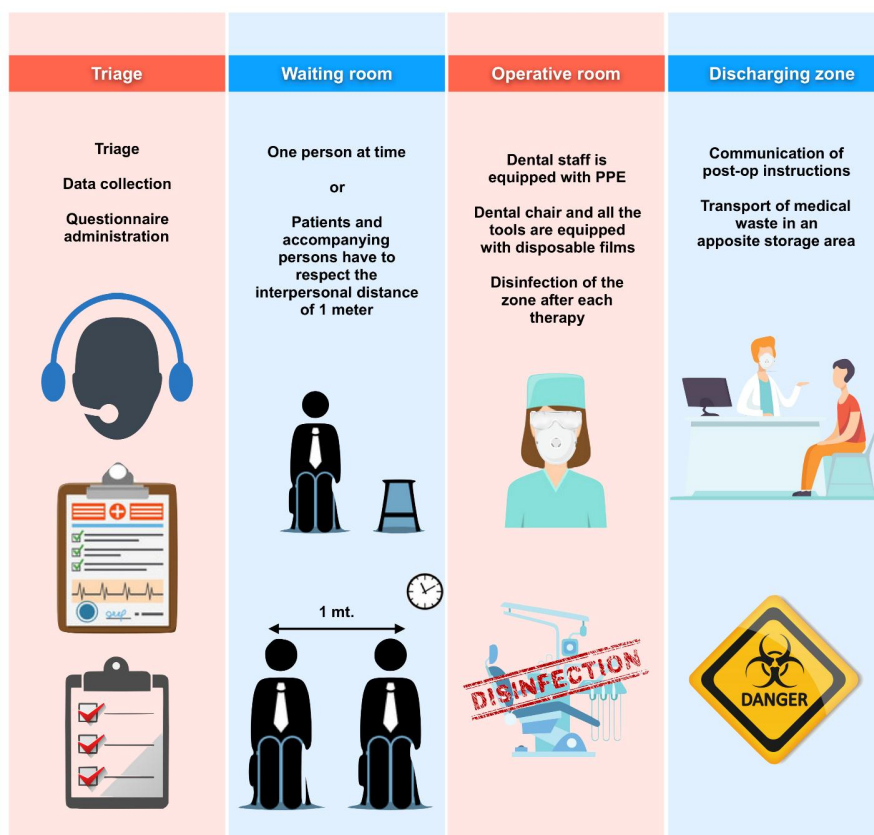 Triage
Triage
Data collection
Questionnaire
administration
Waiting room
One person at time
or
Patients and
accompanying
persons have to
respect the
interpersonal distance
of 1 meter
1 mt.
Operative room
Dental staff is
equipped with PPE
Dental chair and all the
tools are equipped
with disposable films
Disinfection of the
zone after each
therapy
DISINFECTION
Discharging zone
Communication of
post-op instructions
Transport of medical
waste in an
apposite storage area
DANGER